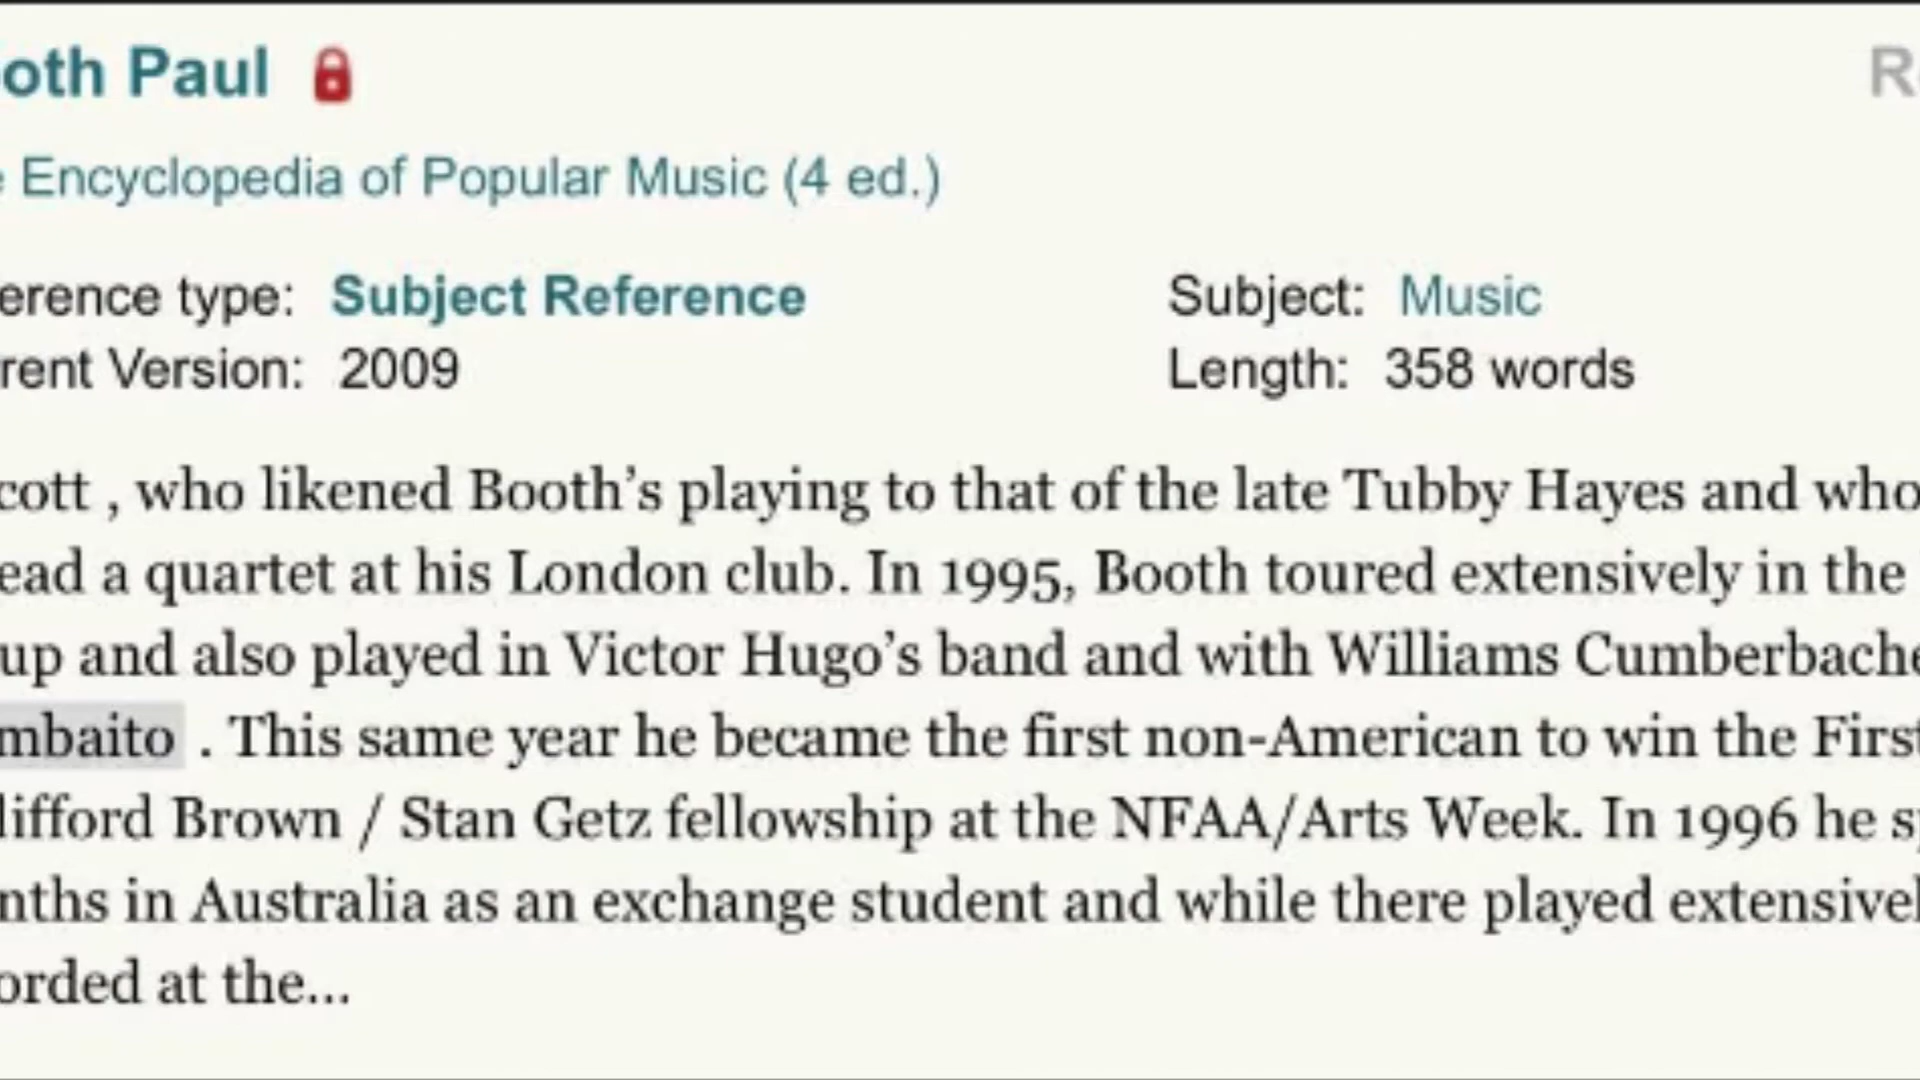 oth Paul
Encyclopedia of Popular Music (4 ed.)
erence type: Subject Reference Subject: Music
rent Version: 2009 Length: 358 words
cott , who likened Booth’s playing to that of the late Tubby Hayes and who
ead a quartet at his London club. In 1995, Booth toured extensively in the
up and also played in Victor Hugo’s band and with Williams Cumberbache
mbaito . This same year he became the first non-American to win the First
lifford Brown / Stan Getz fellowship at the NFAA/Arts Week. In 1996 he s
nths in Australia as an exchange student and while there played extensivel
orded at the...